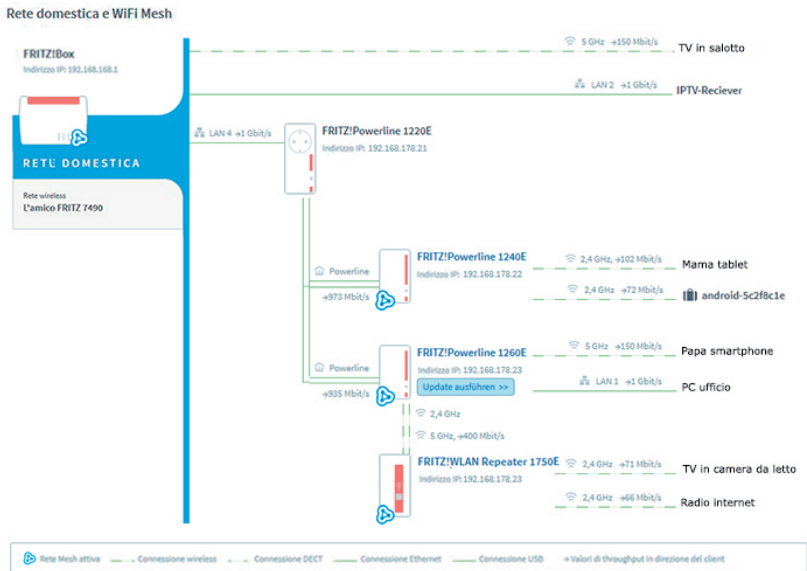 Rete domestica e WiFi Mesh
FRITZ!Box
Indirizzo IP: 192.168.168.1
RETE DOMESTICA
Rete wireless
L'amico FRITZ 7490
5 GHz →150 Mbit/s
TV in salotto
LAN 2 →1 Gbit/s
IPTV-Reciever
LAN 4 →1 Gbit/s
FRITZ!Powerline 1220E
Indirizzo IP: 192.168.178.21
Powerline
→973 Mbit/s
FRITZ!Powerline 1240E
Indirizzo IP: 192.168.178.22
2,4 GHz, →102 Mbit/s
Mama tablet
2,4 GHz →72 Mbit/s
android-5c2f8c1e
Powerline
→935 Mbit/s
FRITZ!Powerline 1260E
Indirizzo IP: 192.168.178.23
Update ausführen >>
5 GHz →150 Mbit/s
Papa smartphone
LAN 1 →1 Gbit/s
PC ufficio
2,4 GHz
5 GHz, →400 Mbit/s
FRITZ!WLAN Repeater 1750E
Indirizzo IP: 192.168.178.23
2,4 GHz →71 Mbit/s
TV in camera da letto
2,4 GHz →66 Mbit/s
Radio internet
Rete Mesh attiva
Connessione wireless
Connessione DECT
Connessione Ethernet
Connessione USB
→Valori di throughput in direzione del client